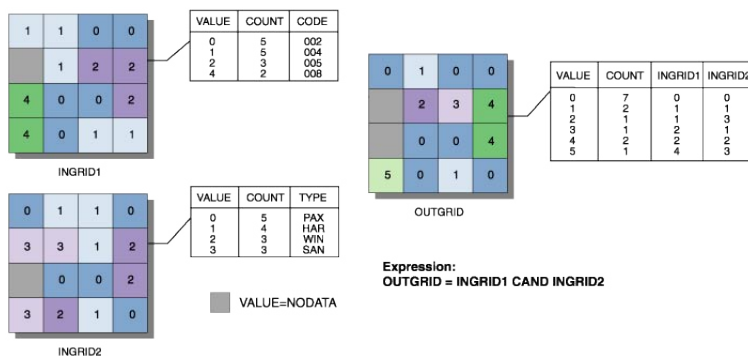 1 1 0 0
1 2 2
4 0 0 2
4 0 1 1
INGRID1
VALUE COUNT CODE
0 5 002
1 5 004
2 3 005
4 2 008
0 1 1 0
3 3 1 2
0 0 2
3 2 1 0
INGRID2
VALUE COUNT TYPE
0 5 PAX
1 4 HAR
2 3 WIN
3 3 SAN
VALUE=NODATA
0 1 0 0
2 3 4
0 0 4
5 0 1 0
OUTGRID
VALUE COUNT INGRID1 INGRID2
0 7 0 0
1 2 1 1
2 1 1 3
3 1 2 1
4 2 2 2
5 1 4 3
Expression:
OUTGRID = INGRID1 CAND INGRID2